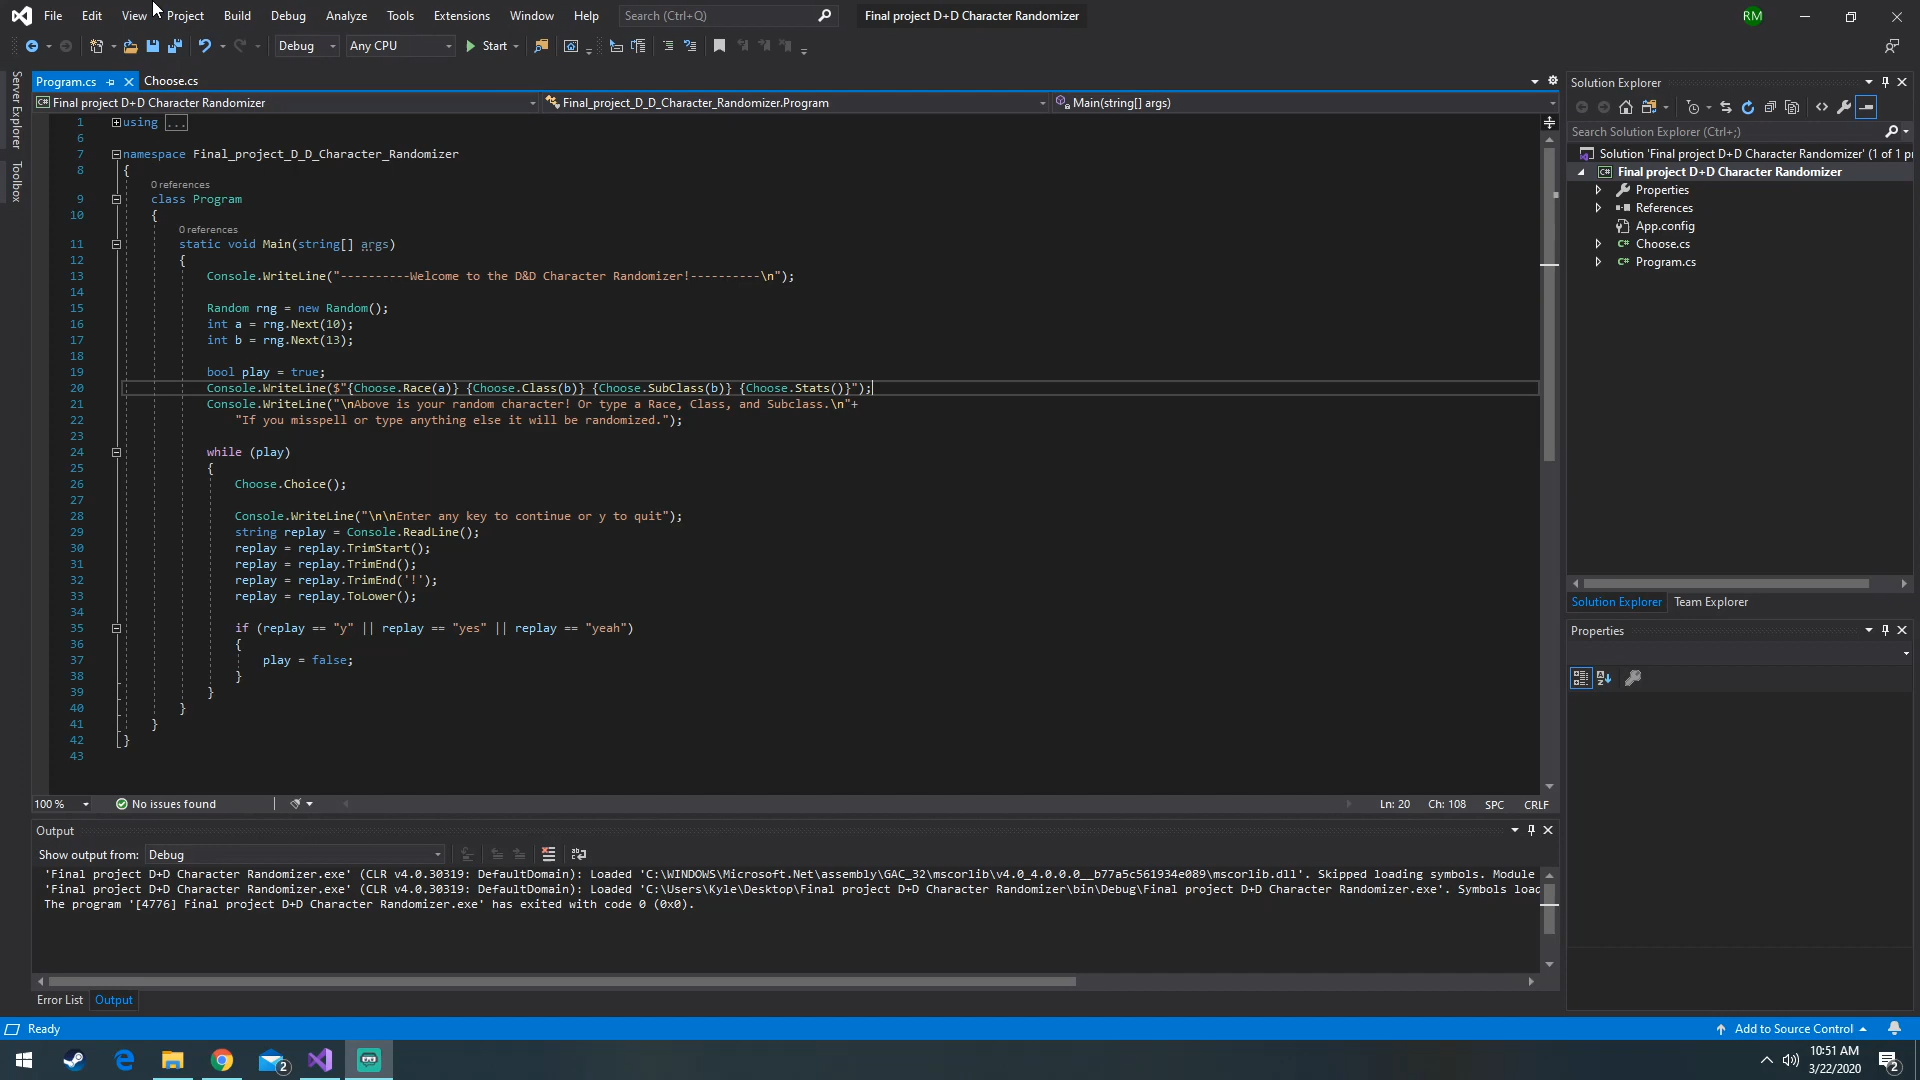 File Edit View Project Build Debug Analyze Tools Extensions Window Help Search (Ctrl+Q) Final project D+D Character Randomizer RM
Debug Any CPU Start
Server Explorer
Toolbox
Program.cs Choose.cs
Final project D+D Character Randomizer Final_project_D_D_Character_Randomizer.Program Main(string[] args)
1 using ...
6
7 namespace Final_project_D_D_Character_Randomizer
8 {
0 references
9 class Program
10 {
0 references
11 static void Main(string[] args)
12 {
13 Console.WriteLine("----------Welcome to the D&D Character Randomizer!----------\n");
14
15 Random rng = new Random();
16 int a = rng.Next(10);
17 int b = rng.Next(13);
18
19 bool play = true;
20 Console.WriteLine($"{Choose.Race(a)} {Choose.Class(b)} {Choose.SubClass(b)} {Choose.Stats()}");
21 Console.WriteLine("\nAbove is your random character! Or type a Race, Class, and Subclass.\n"+
22 "If you misspell or type anything else it will be randomized.");
23
24 while (play)
25 {
26 Choose.Choice();
27
28 Console.WriteLine("\n\nEnter any key to continue or y to quit");
29 string replay = Console.ReadLine();
30 replay = replay.TrimStart();
31 replay = replay.TrimEnd();
32 replay = replay.TrimEnd('!');
33 replay = replay.ToLower();
34
35 if (replay == "y" || replay == "yes" || replay == "yeah")
36 {
37 play = false;
38 }
39 }
40 }
41 }
42 }
43
100 % No issues found Ln: 20 Ch: 108 SPC CRLF
Output
Show output from: Debug
'Final project D+D Character Randomizer.exe' (CLR v4.0.30319: DefaultDomain): Loaded 'C:\WINDOWS\Microsoft.Net\assembly\GAC_32\mscorlib\v4.0_4.0.0.0__b77a5c561934e089\mscorlib.dll'. Skipped loading symbols. Module
'Final project D+D Character Randomizer.exe' (CLR v4.0.30319: DefaultDomain): Loaded 'C:\Users\Kyle\Desktop\Final project D+D Character Randomizer\bin\Debug\Final project D+D Character Randomizer.exe'. Symbols load
The program '[4776] Final project D+D Character Randomizer.exe' has exited with code 0 (0x0).
Error List Output
Solution Explorer
Search Solution Explorer (Ctrl+;)
Solution 'Final project D+D Character Randomizer' (1 of 1 pr
C# Final project D+D Character Randomizer
Properties
References
App.config
C# Choose.cs
C# Program.cs
Solution Explorer Team Explorer
Properties
Ready Add to Source Control
2
10:51 AM
3/22/2020
2